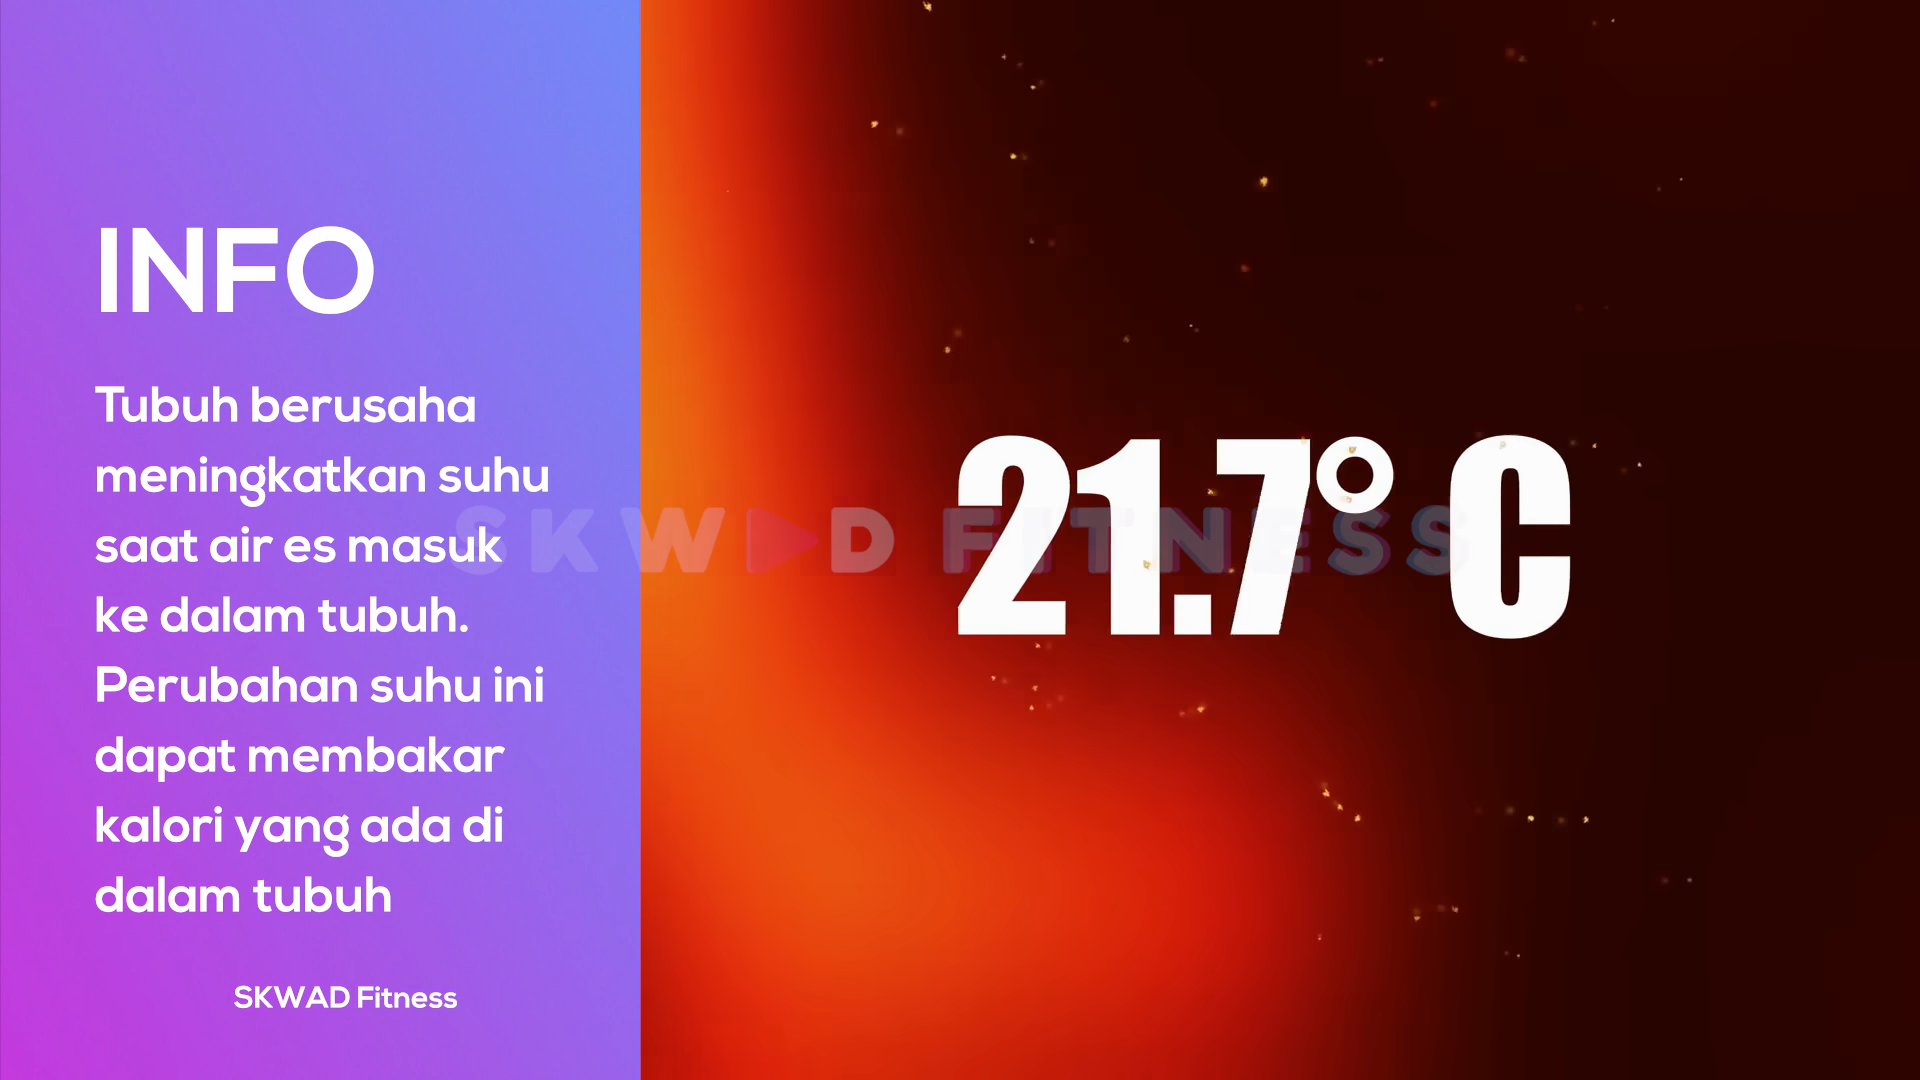 INFO
Tubuh berusaha
meningkatkan suhu
saat air es masuk
ke dalam tubuh.
Perubahan suhu ini
dapat membakar
kalori yang ada di
dalam tubuh
SKWAD Fitness
21.7° C
SKWAD FITNESS